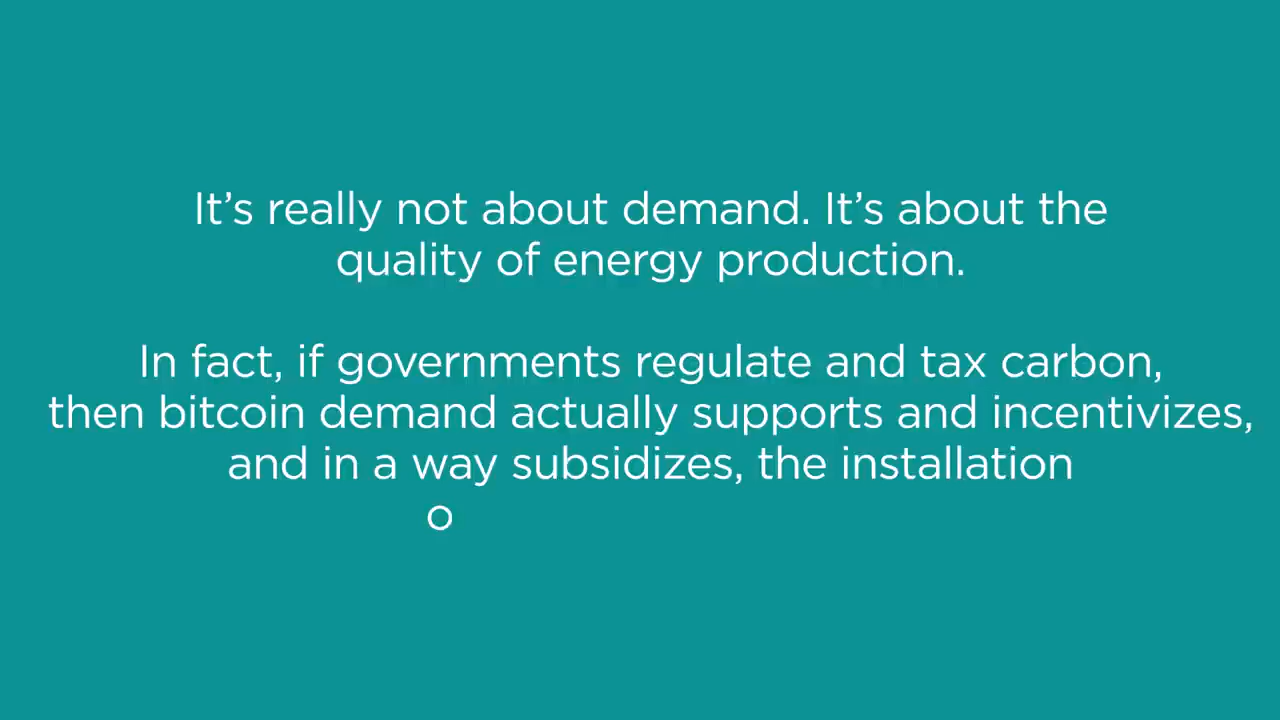 It’s really not about demand. It’s about the
quality of energy production.
In fact, if governments regulate and tax carbon,
then bitcoin demand actually supports and incentivizes,
and in a way subsidizes, the installation
o